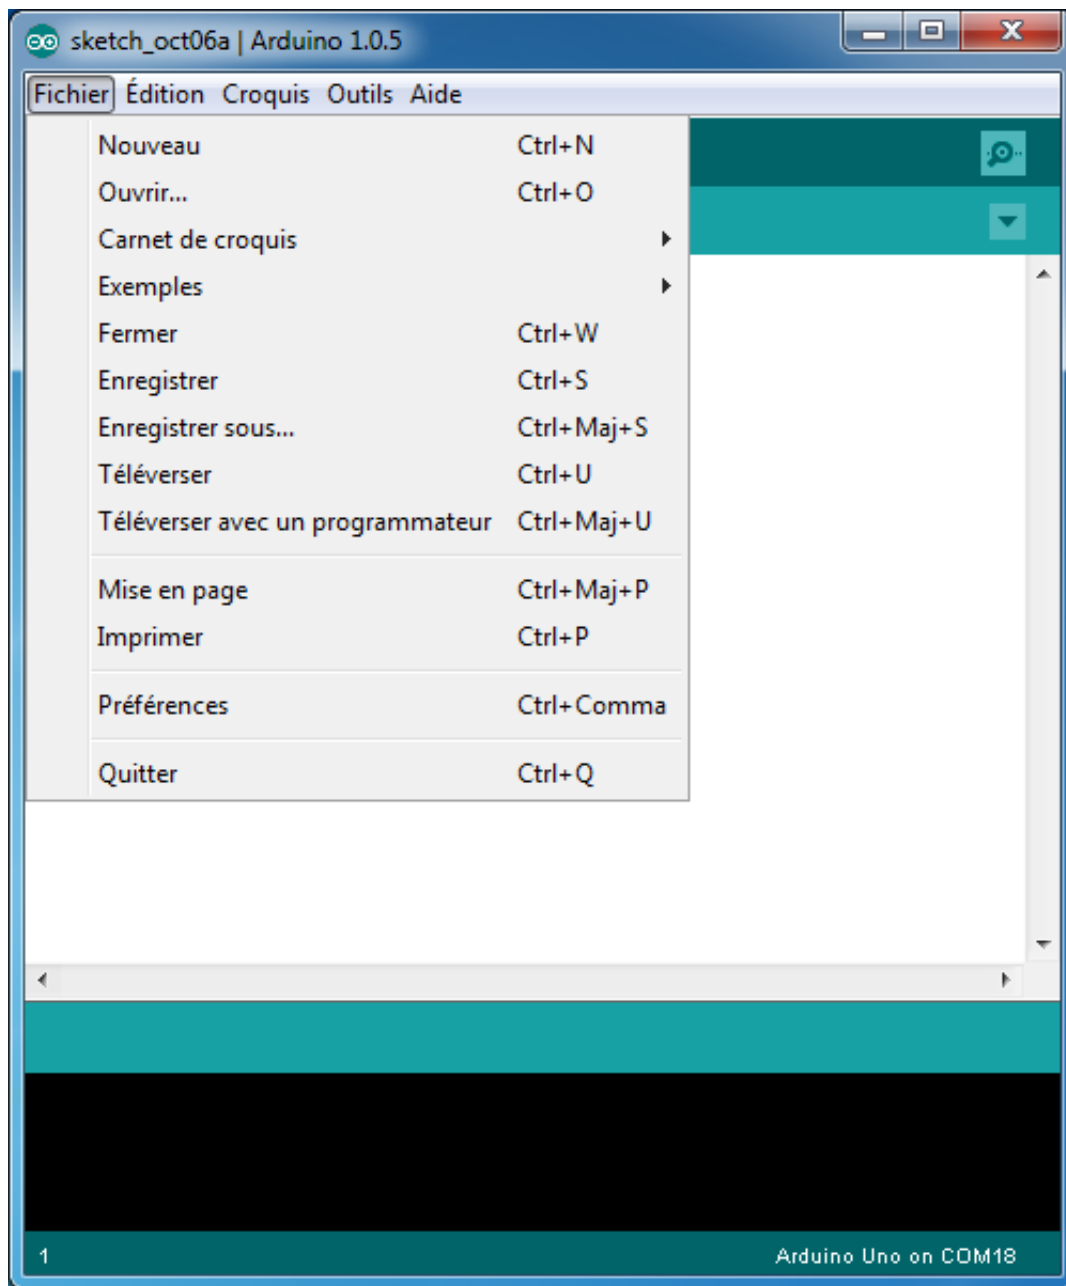 sketch_oct06a | Arduino 1.0.5
Fichier Édition Croquis Outils Aide
Nouveau Ctrl+N
Ouvrir... Ctrl+O
Carnet de croquis
Exemples
Fermer Ctrl+W
Enregistrer Ctrl+S
Enregistrer sous... Ctrl+Maj+S
Téléverser Ctrl+U
Téléverser avec un programmateur Ctrl+Maj+U
Mise en page Ctrl+Maj+P
Imprimer Ctrl+P
Préférences Ctrl+Comma
Quitter Ctrl+Q
1 Arduino Uno on COM18